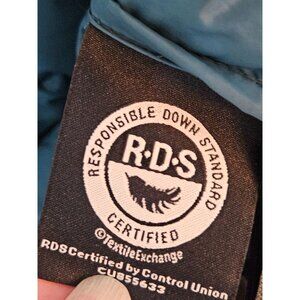 RESPONSIBLE DOWN STANDARD
R·D·S
CERTIFIED
©TextileExchange
RDS Certified by Control Union
CU855633